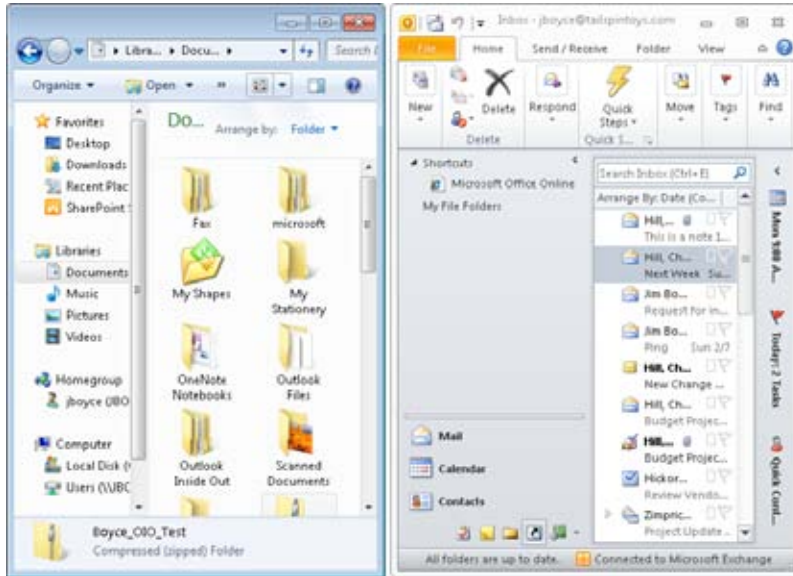 Libra... Docu...
Search
Organize Open »
Favorites
Desktop
Downloads
Recent Plac
SharePoint
Libraries
Documents
Music
Pictures
Videos
Homegroup
jboyce (JBO
Computer
Local Disk (
Users (\\JBC
Do...
Arrange by: Folder
Fax
microsoft
My Shapes
My Stationery
OneNote Notebooks
Outlook Files
Outlook Inside Out
Scanned Documents
Boyce_OIO_Test
Compressed (zipped) Folder
Inbox - jboyce@tailspintoys.com
File Home Send / Receive Folder View
New
Delete
Respond
Quick Steps
Move
Tags
Find
Delete
Quick S...
Shortcuts
Microsoft Office Online
My File Folders
Mail
Calendar
Contacts
Search Inbox (Ctrl+E)
Arrange By: Date (Co...
Hill,...
This is a note 1...
Hill, Ch...
Next Week Su...
Jim Bo...
Request for in...
Jim Bo...
Ping Sun 2/7
Hill, Ch...
New Change ...
Hill, Ch...
Budget Projec...
Hill,...
Budget Projec...
Hickor...
Review Vendo...
Zimpric...
Project Update ...
Mon 9:00 A...
Today: 2 Tasks
Quick Cont...
All folders are up to date. Connected to Microsoft Exchange